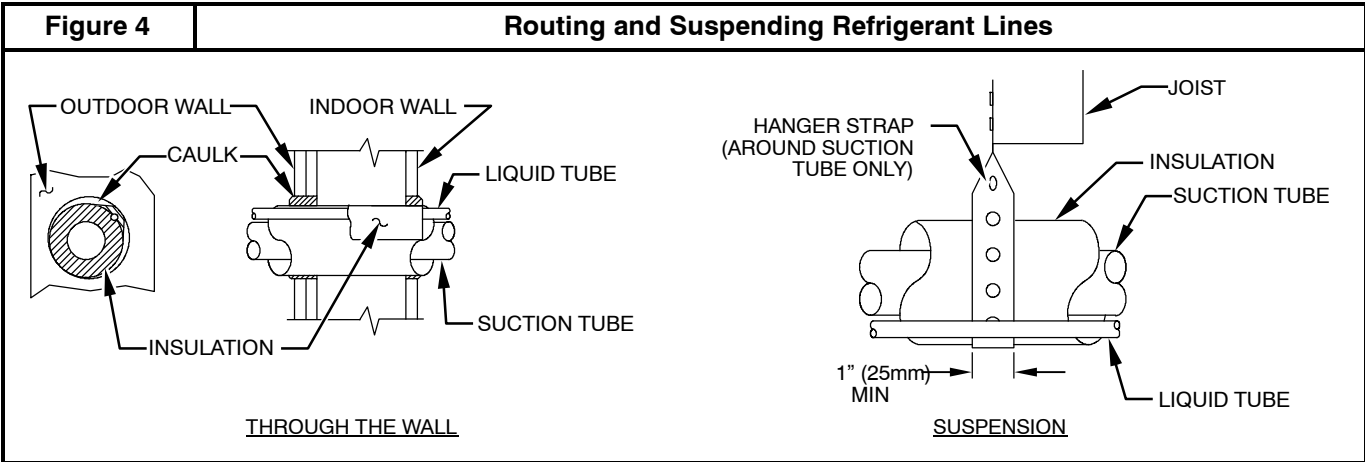 Figure 4
Routing and Suspending Refrigerant Lines
OUTDOOR WALL
INDOOR WALL
CAULK
LIQUID TUBE
SUCTION TUBE
INSULATION
THROUGH THE WALL
JOIST
HANGER STRAP
(AROUND SUCTION
TUBE ONLY)
INSULATION
SUCTION TUBE
1” (25mm)
MIN
LIQUID TUBE
SUSPENSION